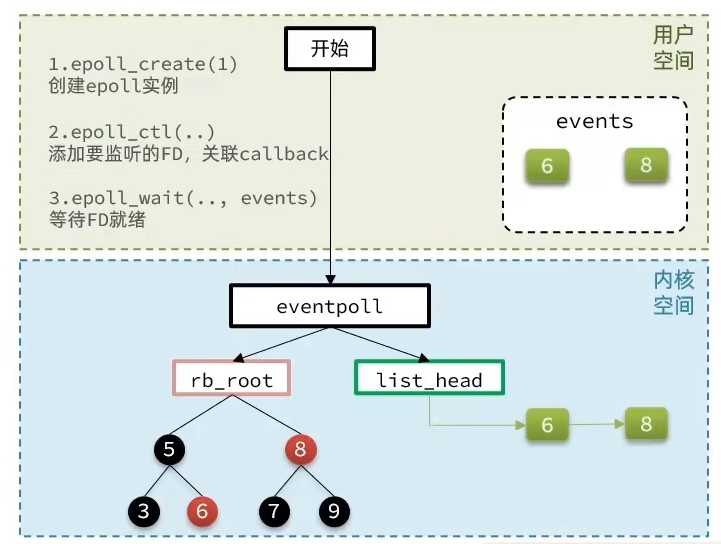 开始
用户
空间
1.epoll_create(1)
创建epoll实例
2.epoll_ctl(..)
添加要监听的FD，关联callback
3.epoll_wait(.., events)
等待FD就绪
events
6
8
内核
空间
eventpoll
rb_root
list_head
6
8
5
8
3
6
7
9